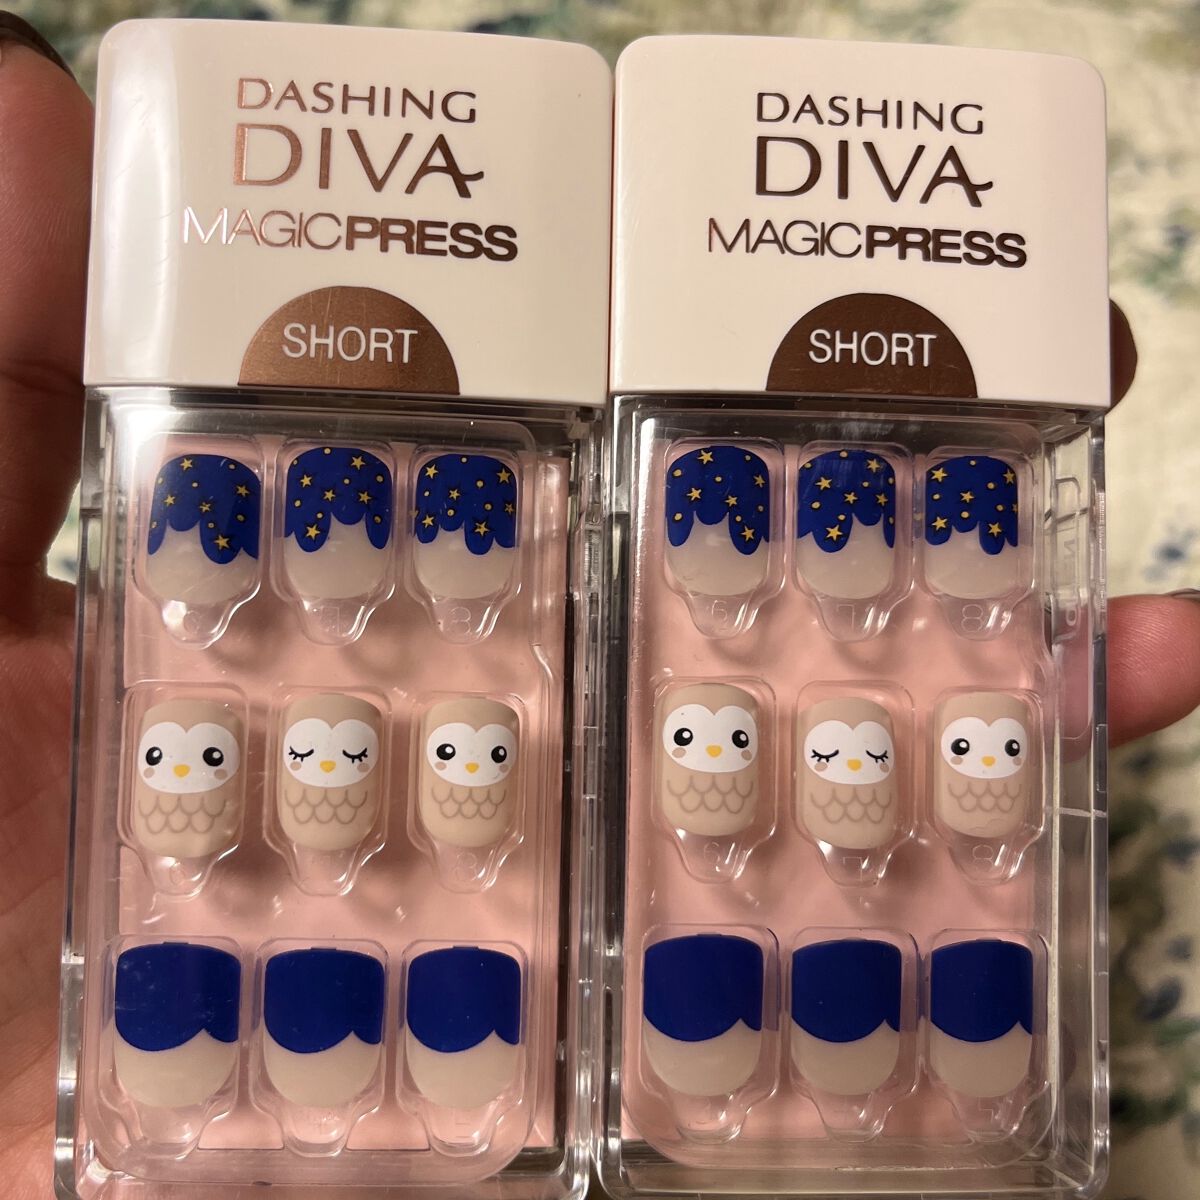 DASHING
DIVA
MAGICPRESS
SHORT
DASHING
DIVA
MAGICPRESS
SHORT